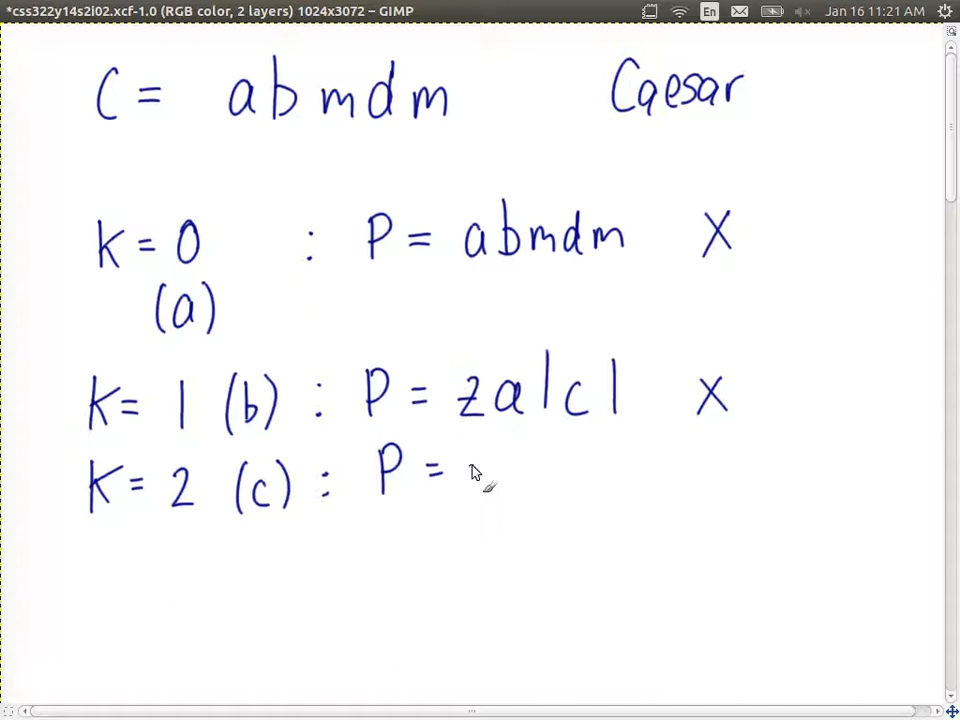 *css322y14s2i02.xcf-1.0 (RGB color, 2 layers) 1024x3072 – GIMP En Jan 16 11:21 AM
C = abmdm Caesar
K = 0 : P = abmdm X
(a)
K = 1 (b) : P = zalcl X
K = 2 (c) : P =